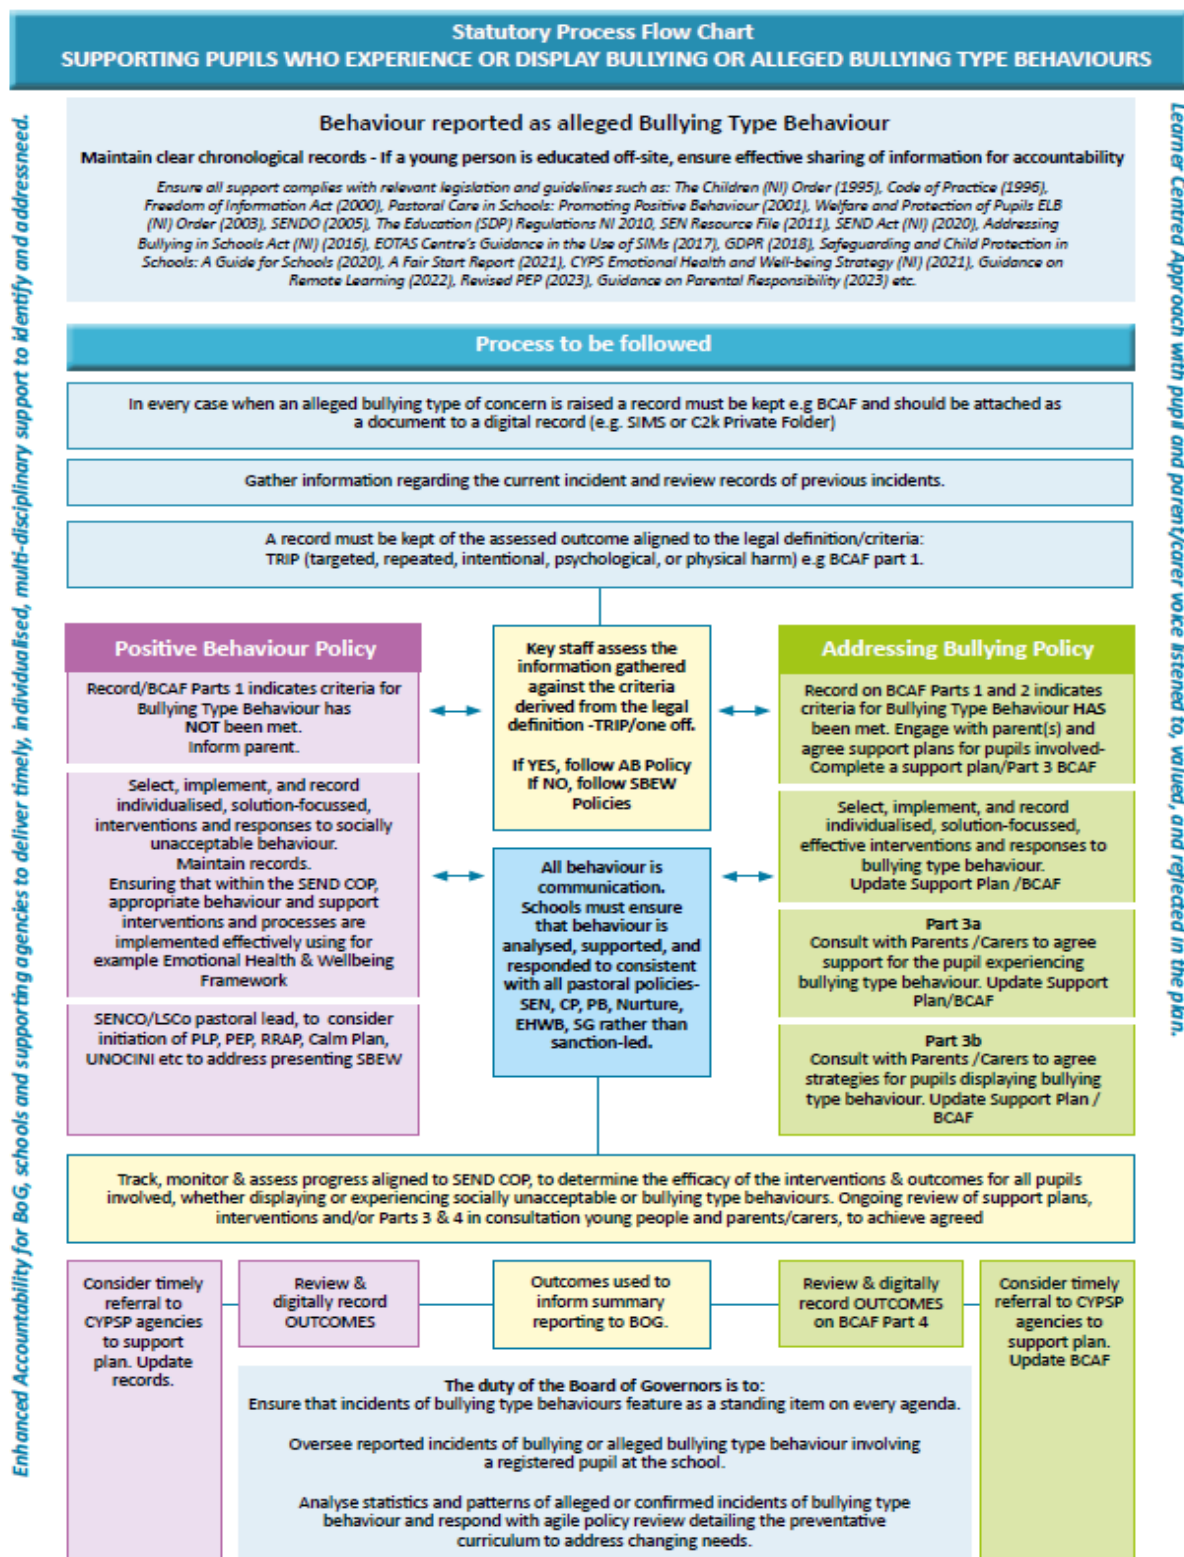 Statutory Process Flow Chart
SUPPORTING PUPILS WHO EXPERIENCE OR DISPLAY BULLYING OR ALLEGED BULLYING TYPE BEHAVIOURS
Enhanced Accountability for BoG, schools and supporting agencies to deliver timely, individualised, multi-disciplinary support to identify and addressneed.
Learner Centred Approach with pupil and parent/carer voice listened to, valued, and reflected in the plan.
Behaviour reported as alleged Bullying Type Behaviour
Maintain clear chronological records - If a young person is educated off-site, ensure effective sharing of information for accountability
Ensure all support complies with relevant legislation and guidelines such as: The Children (NI) Order (1995), Code of Practice (1996),
Freedom of Information Act (2000), Pastoral Care in Schools: Promoting Positive Behaviour (2001), Welfare and Protection of Pupils ELB
(NI) Order (2003), SENDO (2005), The Education (SDP) Regulations NI 2010, SEN Resource File (2011), SEND Act (NI) (2020), Addressing
Bullying in Schools Act (NI) (2016), EOTAS Centre's Guidance in the Use of SIMs (2017), GDPR (2018), Safeguarding and Child Protection in
Schools: A Guide for Schools (2020), A Fair Start Report (2021), CYPS Emotional Health and Well-being Strategy (NI) (2021), Guidance on
Remote Learning (2022), Revised PEP (2023), Guidance on Parental Responsibility (2023) etc.
Process to be followed
In every case when an alleged bullying type of concern is raised a record must be kept e.g BCAF and should be attached as
a document to a digital record (e.g. SIMS or C2k Private Folder)
Gather information regarding the current incident and review records of previous incidents.
A record must be kept of the assessed outcome aligned to the legal definition/criteria:
TRIP (targeted, repeated, intentional, psychological, or physical harm) e.g BCAF part 1.
Positive Behaviour Policy
Record/BCAF Parts 1 indicates criteria for
Bullying Type Behaviour has
NOT been met.
Inform parent.
Select, implement, and record
individualised, solution-focussed,
interventions and responses to socially
unacceptable behaviour.
Maintain records.
Ensuring that within the SEND COP,
appropriate behaviour and support
interventions and processes are
implemented effectively using for
example Emotional Health & Wellbeing
Framework
SENCO/LSCo pastoral lead, to consider
initiation of PLP, PEP, RRAP, Calm Plan,
UNOCINI etc to address presenting SBEW
Key staff assess the
information gathered
against the criteria
derived from the legal
definition -TRIP/one off.
If YES, follow AB Policy
If NO, follow SBEW
Policies
All behaviour is
communication.
Schools must ensure
that behaviour is
analysed, supported, and
responded to consistent
with all pastoral policies-
SEN, CP, PB, Nurture,
EHWB, SG rather than
sanction-led.
Addressing Bullying Policy
Record on BCAF Parts 1 and 2 indicates
criteria for Bullying Type Behaviour HAS
been met. Engage with parent(s) and
agree support plans for pupils involved-
Complete a support plan/Part 3 BCAF
Select, implement, and record
individualised, solution-focussed,
effective interventions and responses to
bullying type behaviour.
Update Support Plan /BCAF
Part 3a
Consult with Parents /Carers to agree
support for the pupil experiencing
bullying type behaviour. Update Support
Plan/BCAF
Part 3b
Consult with Parents /Carers to agree
strategies for pupils displaying bullying
type behaviour. Update Support Plan /
BCAF
Track, monitor & assess progress aligned to SEND COP, to determine the efficacy of the interventions & outcomes for all pupils
involved, whether displaying or experiencing socially unacceptable or bullying type behaviours. Ongoing review of support plans,
interventions and/or Parts 3 & 4 in consultation young people and parents/carers, to achieve agreed
Consider timely
referral to
CYPSP agencies
to support
plan. Update
records.
Review &
digitally record
OUTCOMES
Outcomes used to
inform summary
reporting to BOG.
Review & digitally
record OUTCOMES
on BCAF Part 4
Consider timely
referral to CYPSP
agencies to
support plan.
Update BCAF
The duty of the Board of Governors is to:
Ensure that incidents of bullying type behaviours feature as a standing item on every agenda.
Oversee reported incidents of bullying or alleged bullying type behaviour involving
a registered pupil at the school.
Analyse statistics and patterns of alleged or confirmed incidents of bullying type
behaviour and respond with agile policy review detailing the preventative
curriculum to address changing needs.